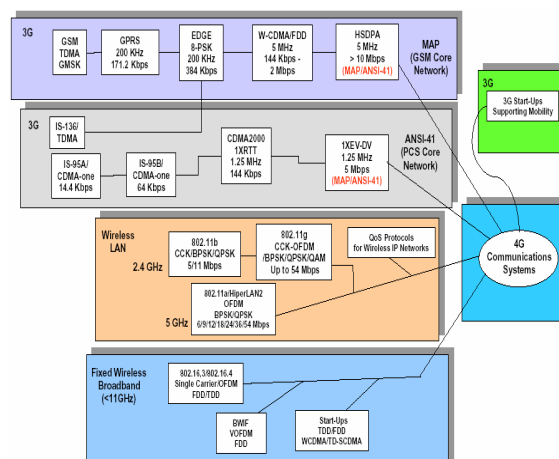 3G
GSM
TDMA
GMSK
GPRS
200 KHz
171.2 Kbps
EDGE
8-PSK
200 KHz
384 Kbps
W-CDMA/FDD
5 MHz
144 Kbps -
2 Mbps
HSDPA
5 MHz
> 10 Mbps
(MAP/ANSI-41)
MAP
(GSM Core
Network)
3G
3G Start-Ups
Supporting Mobility
3G
IS-136/
TDMA
IS-95A/
CDMA-one
14.4 Kbps
IS-95B/
CDMA-one
64 Kbps
CDMA2000
1XRTT
1.25 MHz
144 Kbps
1XEV-DV
1.25 MHz
5 Mbps
(MAP/ANSI-41)
ANSI-41
(PCS Core
Network)
Wireless
LAN
2.4 GHz
802.11b
CCK/BPSK/QPSK
5/11 Mbps
802.11g
CCK-OFDM
/BPSK/QPSK/QAM
Up to 54 Mbps
QoS Protocols
for Wireless IP Networks
5 GHz
802.11a/HiperLAN2
OFDM
BPSK/QPSK
6/9/12/18/24/36/54 Mbps
4G
Communications
Systems
Fixed Wireless
Broadband
(<11GHz)
802.16,3/802.16.4
Single Carrier/OFDM
FDD/TDD
BWIF
VOFDM
FDD
Start-Ups
TDD/FDD
WCDMA/TD-SCDMA